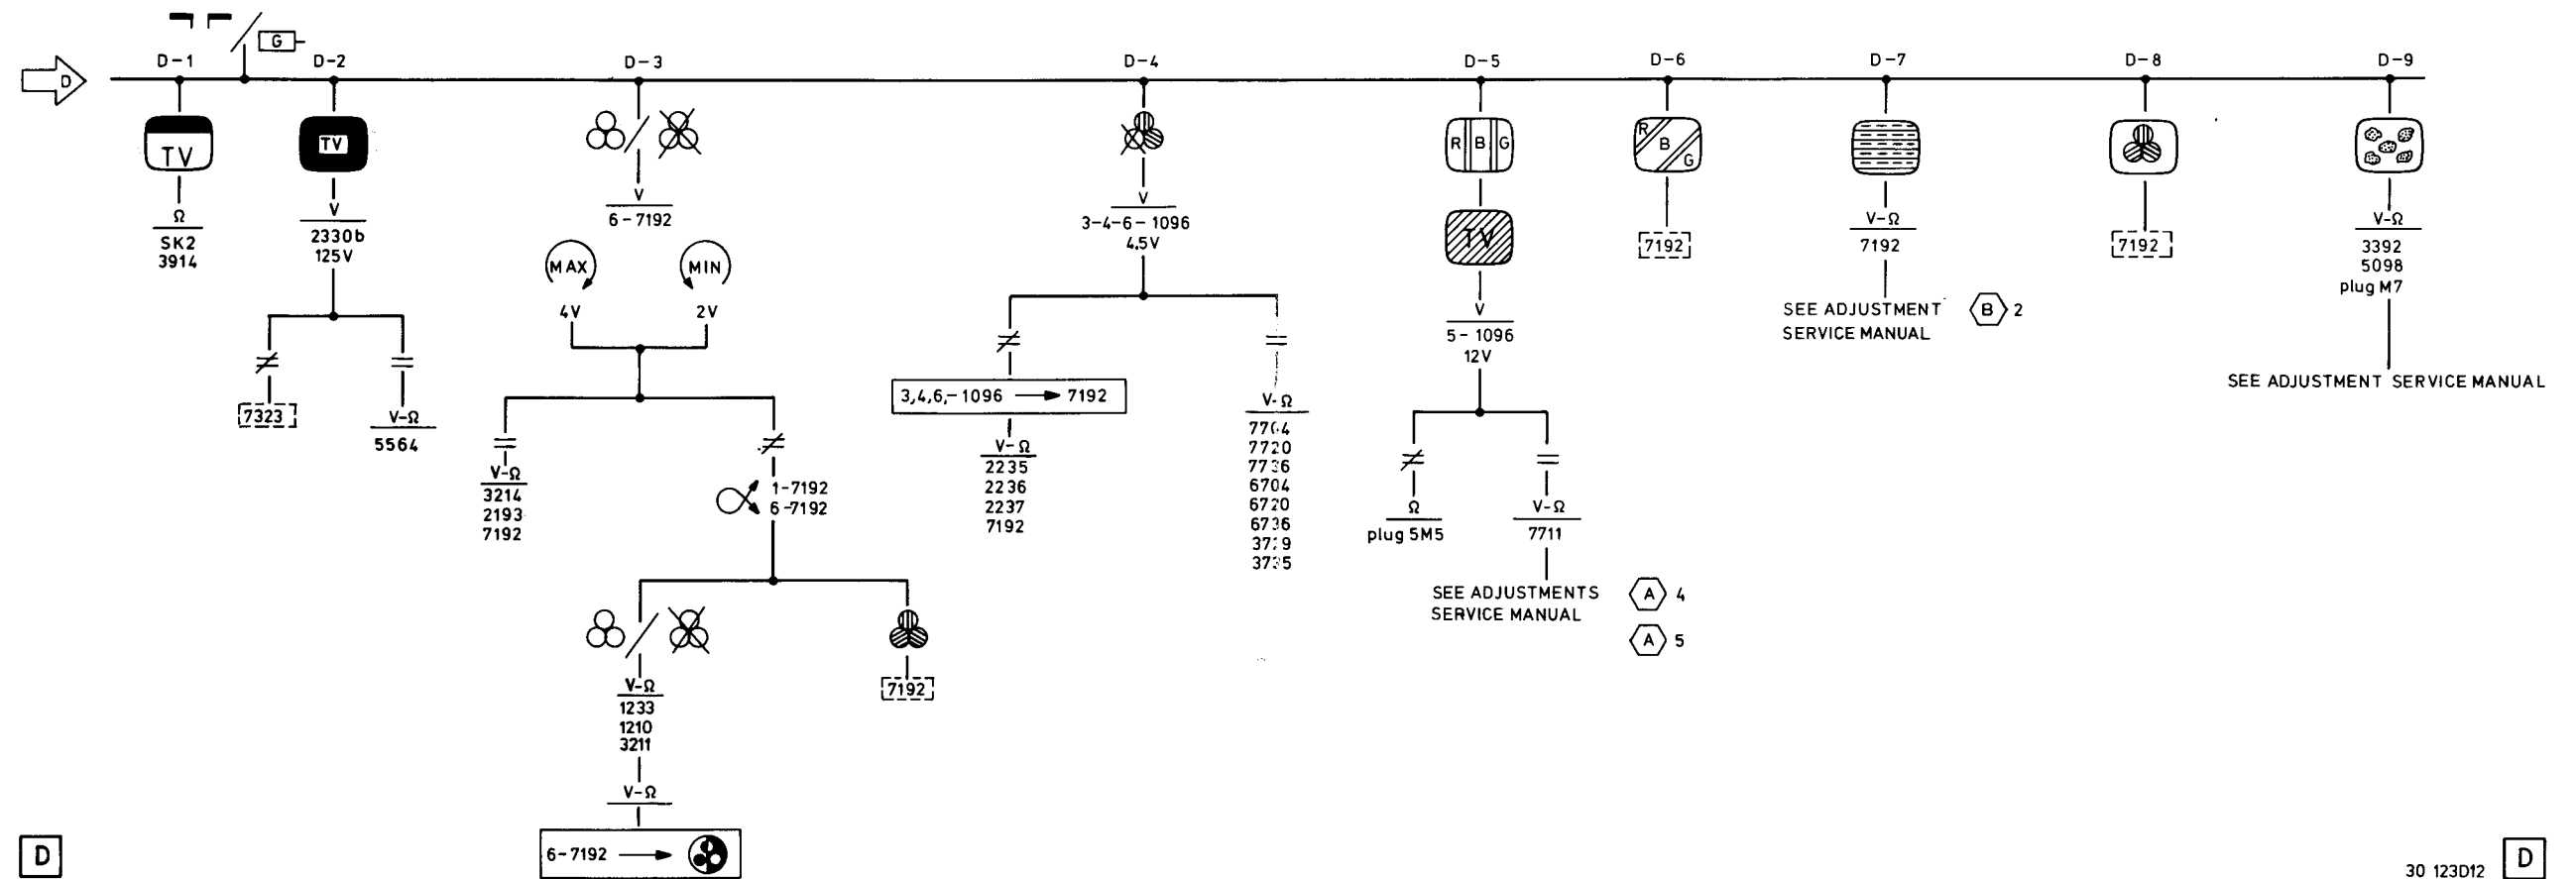 G
D
D-1
D-2
D-3
D-4
D-5
D-6
D-7
D-8
D-9
TV
Ω
SK2
3914
TV
V
2330b
125V
7323
V-Ω
5564
V
6-7192
MAX
MIN
4V
2V
V-Ω
3214
2193
7192
1-7192
6-7192
V-Ω
1233
1210
3211
V-Ω
6-7192
7192
V
3-4-6-1096
4.5V
3,4,6,-1096 → 7192
V-Ω
2235
2236
2237
7192
V-Ω
7704
7720
7736
6704
6720
6736
R B G
TV
V
5-1096
12V
Ω
plug 5M5
V-Ω
7711
SEE ADJUSTMENTS A 4
SERVICE MANUAL
A 5
R
B
G
7192
V-Ω
7192
SEE ADJUSTMENT B 2
SERVICE MANUAL
7192
V-Ω
3392
5098
plug M7
SEE ADJUSTMENT SERVICE MANUAL
D
30 123D12
D